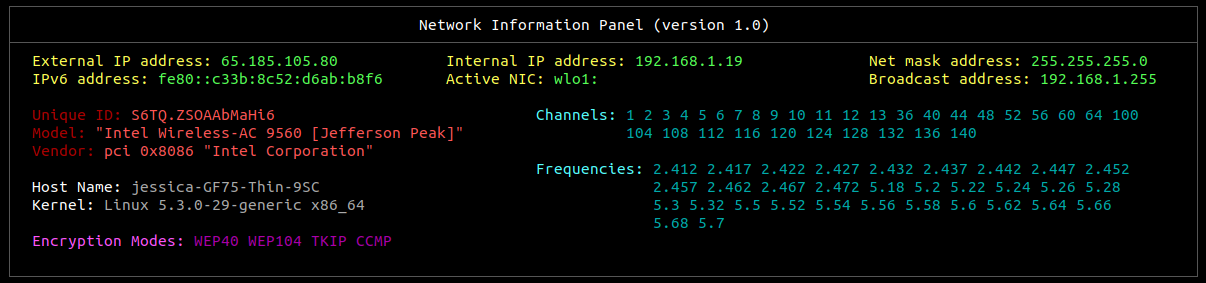 Network Information Panel (version 1.0)
External IP address: 65.185.105.80 Internal IP address: 192.168.1.19 Net mask address: 255.255.255.0
IPv6 address: fe80::c33b:8c52:d6ab:b8f6 Active NIC: wlo1: Broadcast address: 192.168.1.255
Unique ID: S6TQ.ZSOAAbMaHi6
Model: "Intel Wireless-AC 9560 [Jefferson Peak]"
Vendor: pci 0x8086 "Intel Corporation"
Host Name: jessica-GF75-Thin-9SC
Kernel: Linux 5.3.0-29-generic x86_64
Encryption Modes: WEP40 WEP104 TKIP CCMP
Channels: 1 2 3 4 5 6 7 8 9 10 11 12 13 36 40 44 48 52 56 60 64 100
104 108 112 116 120 124 128 132 136 140
Frequencies: 2.412 2.417 2.422 2.427 2.432 2.437 2.442 2.447 2.452
2.457 2.462 2.467 2.472 5.18 5.2 5.22 5.24 5.26 5.28
5.3 5.32 5.5 5.52 5.54 5.56 5.58 5.6 5.62 5.64 5.66
5.68 5.7